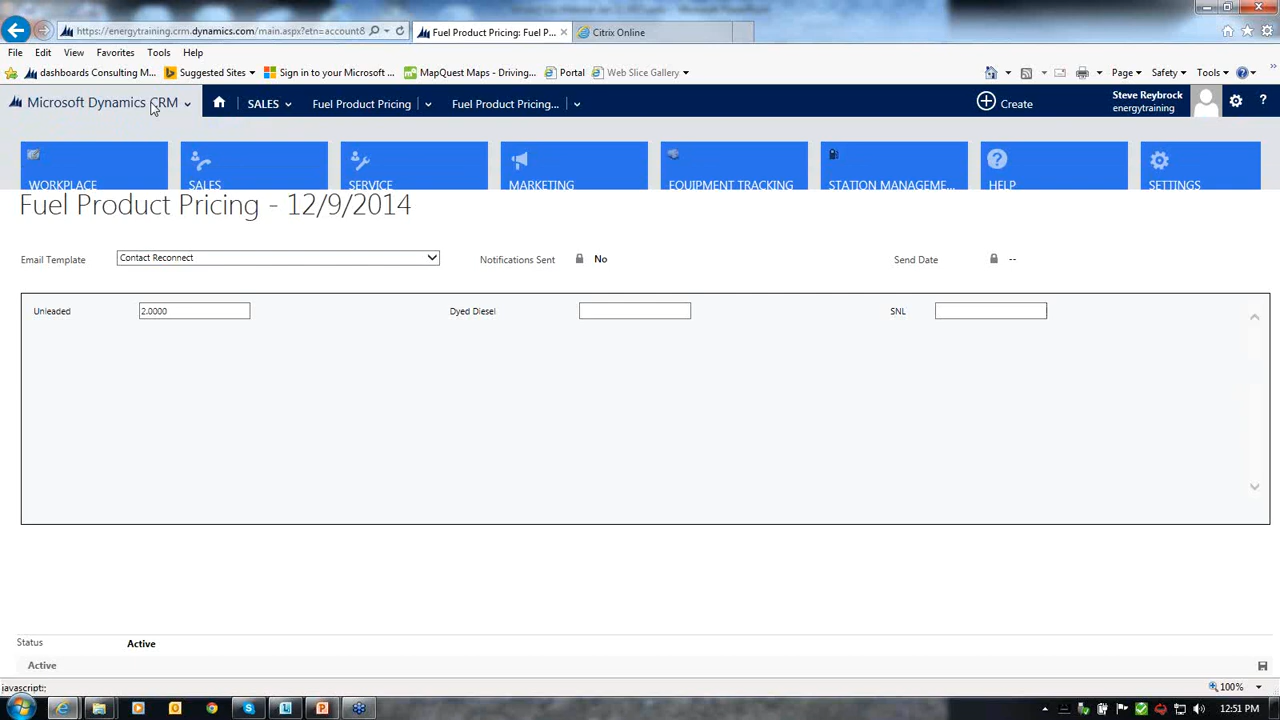 https://energytraining.crm.dynamics.com/main.aspx?etn=account8
Fuel Product Pricing: Fuel P...
Citrix Online
File Edit View Favorites Tools Help
dashboards Consulting M...
Suggested Sites
Sign in to your Microsoft ...
MapQuest Maps - Driving,...
Portal
Web Slice Gallery
Page
Safety
Tools
Microsoft Dynamics CRM
SALES
Fuel Product Pricing
Fuel Product Pricing...
Create
Steve Reybrock
energytraining
?
WORKPLACE
SALES
SERVICE
MARKETING
EQUIPMENT TRACKING
STATION MANAGEME...
HELP
SETTINGS
Fuel Product Pricing - 12/9/2014
Email Template Contact Reconnect
Notifications Sent No
Send Date --
Unleaded 2.0000
Dyed Diesel
SNL
Status Active
Active
javascript:;
100%
12:51 PM